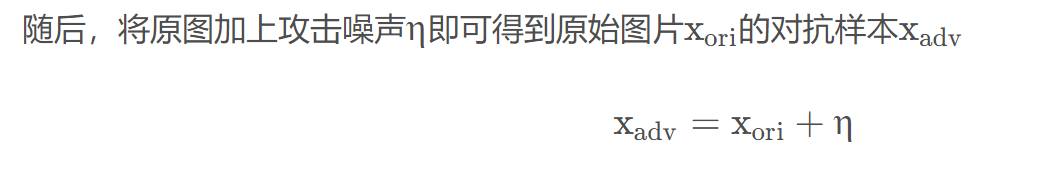 随后，将原图加上攻击噪声η即可得到原始图片x_ori的对抗样本x_adv
x_adv = x_ori + η